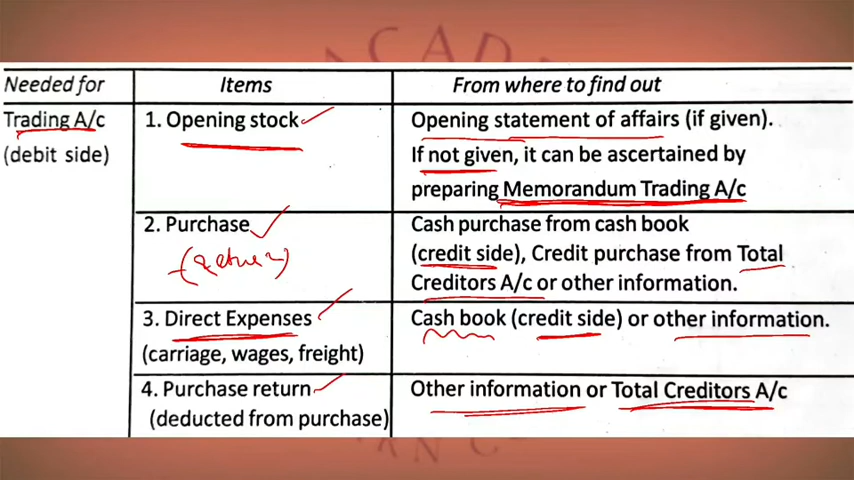 ACAD
Needed for Items From where to find out
Trading A/c 1. Opening stock Opening statement of affairs (if given).
(debit side) If not given, it can be ascertained by
preparing Memorandum Trading A/c
2. Purchase Cash purchase from cash book
(return) (credit side), Credit purchase from Total
Creditors A/c or other information.
3. Direct Expenses Cash book (credit side) or other information.
(carriage, wages, freight)
4. Purchase return Other information or Total Creditors A/c
(deducted from purchase)